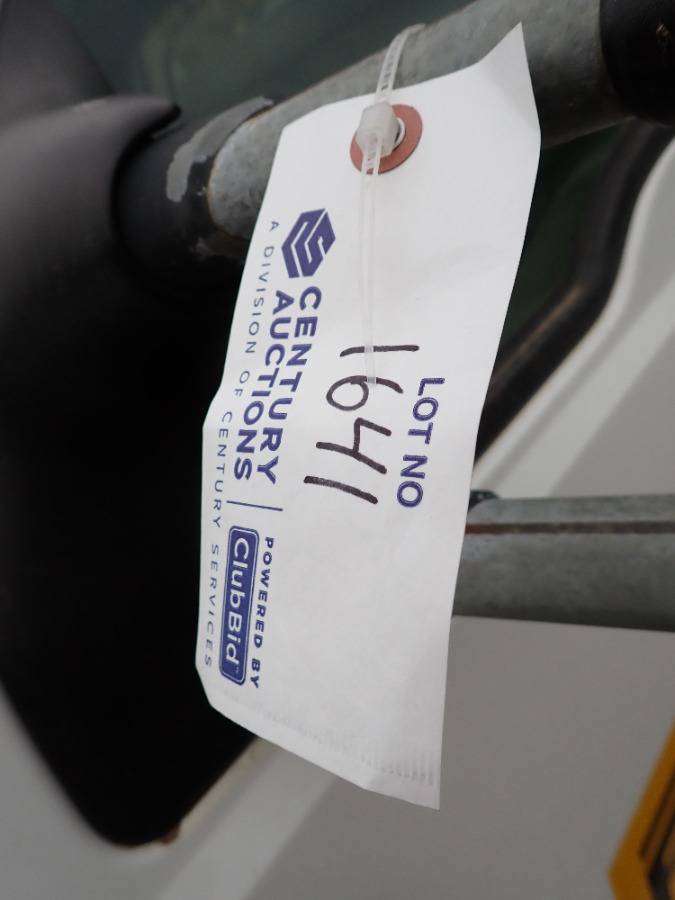 LOT NO
1641
CENTURY
AUCTIONS
A DIVISION OF CENTURY SERVICES
POWERED BY
ClubBid